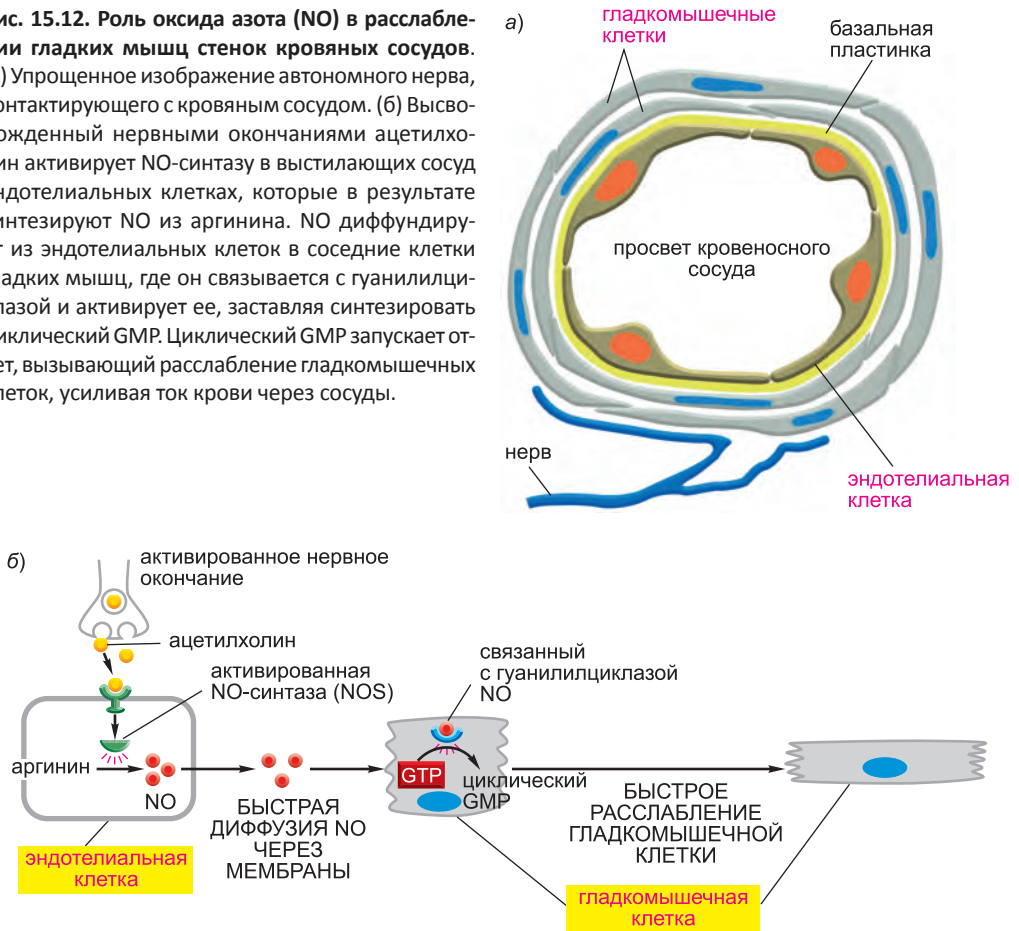 ис. 15.12. Роль оксида азота (NO) в расслабле-
ии гладких мышц стенок кровяных сосудов.
) Упрощенное изображение автономного нерва,
онтактирующего с кровяным сосудом. (б) Высво-
ожденный нервными окончаниями ацетилхо-
ин активирует NO-синтазу в выстилающих сосуд
ндотелиальных клетках, которые в результате
интезируют NO из аргинина. NO диффундиру-
т из эндотелиальных клеток в соседние клетки
ладких мышц, где он связывается с гуанилилци-
лазой и активирует ее, заставляя синтезировать
иклический GMP. Циклический GMP запускает от-
ет, вызывающий расслабление гладкомышечных
леток, усиливая ток крови через сосуды.
а)
гладкомышечные
клетки
базальная
пластинка
просвет кровеносного
сосуда
нерв
эндотелиальная
клетка
б)
активированное нервное
окончание
ацетилхолин
активированная
NO-синтаза (NOS)
аргинин
NO
эндотелиальная
клетка
БЫСТРАЯ
ДИФФУЗИЯ NO
ЧЕРЕЗ
МЕМБРАНЫ
связанный
с гуанилилциклазой
NO
GTP
циклический
GMP
БЫСТРОЕ
РАССЛАБЛЕНИЕ
ГЛАДКОМЫШЕЧНОЙ
КЛЕТКИ
гладкомышечная
клетка